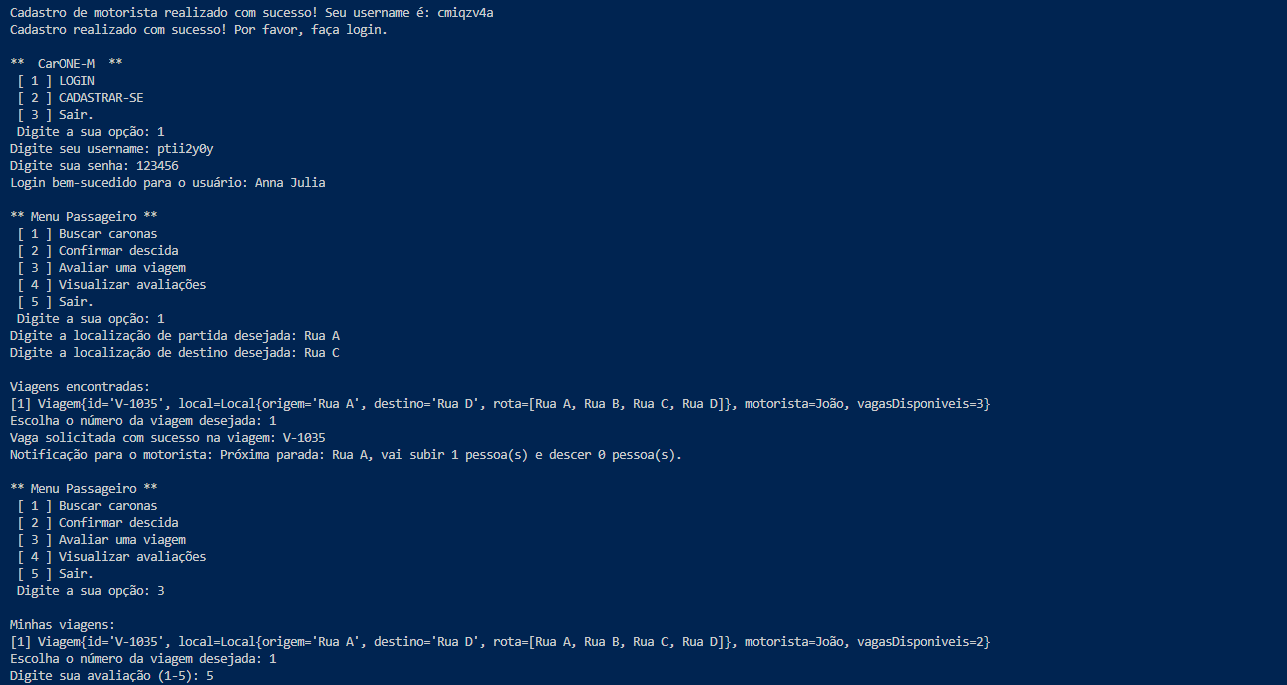 Cadastro de motorista realizado com sucesso! Seu username é: cmiqzv4a
Cadastro realizado com sucesso! Por favor, faça login.
**  CarONE-M  **
[ 1 ] LOGIN
[ 2 ] CADASTRAR-SE
[ 3 ] Sair.
Digite a sua opção: 1
Digite seu username: ptii2y0y
Digite sua senha: 123456
Login bem-sucedido para o usuário: Anna Julia
** Menu Passageiro **
[ 1 ] Buscar caronas
[ 2 ] Confirmar descida
[ 3 ] Avaliar uma viagem
[ 4 ] Visualizar avaliações
[ 5 ] Sair.
Digite a sua opção: 1
Digite a localização de partida desejada: Rua A
Digite a localização de destino desejada: Rua C
Viagens encontradas:
[1] Viagem{id='V-1035', local=Local{origem='Rua A', destino='Rua D', rota=[Rua A, Rua B, Rua C, Rua D]}, motorista=João, vagasDisponiveis=3}
Escolha o número da viagem desejada: 1
Vaga solicitada com sucesso na viagem: V-1035
Notificação para o motorista: Próxima parada: Rua A, vai subir 1 pessoa(s) e descer 0 pessoa(s).
** Menu Passageiro **
[ 1 ] Buscar caronas
[ 2 ] Confirmar descida
[ 3 ] Avaliar uma viagem
[ 4 ] Visualizar avaliações
[ 5 ] Sair.
Digite a sua opção: 3
Minhas viagens:
[1] Viagem{id='V-1035', local=Local{origem='Rua A', destino='Rua D', rota=[Rua A, Rua B, Rua C, Rua D]}, motorista=João, vagasDisponiveis=2}
Escolha o número da viagem desejada: 1
Digite sua avaliação (1-5): 5